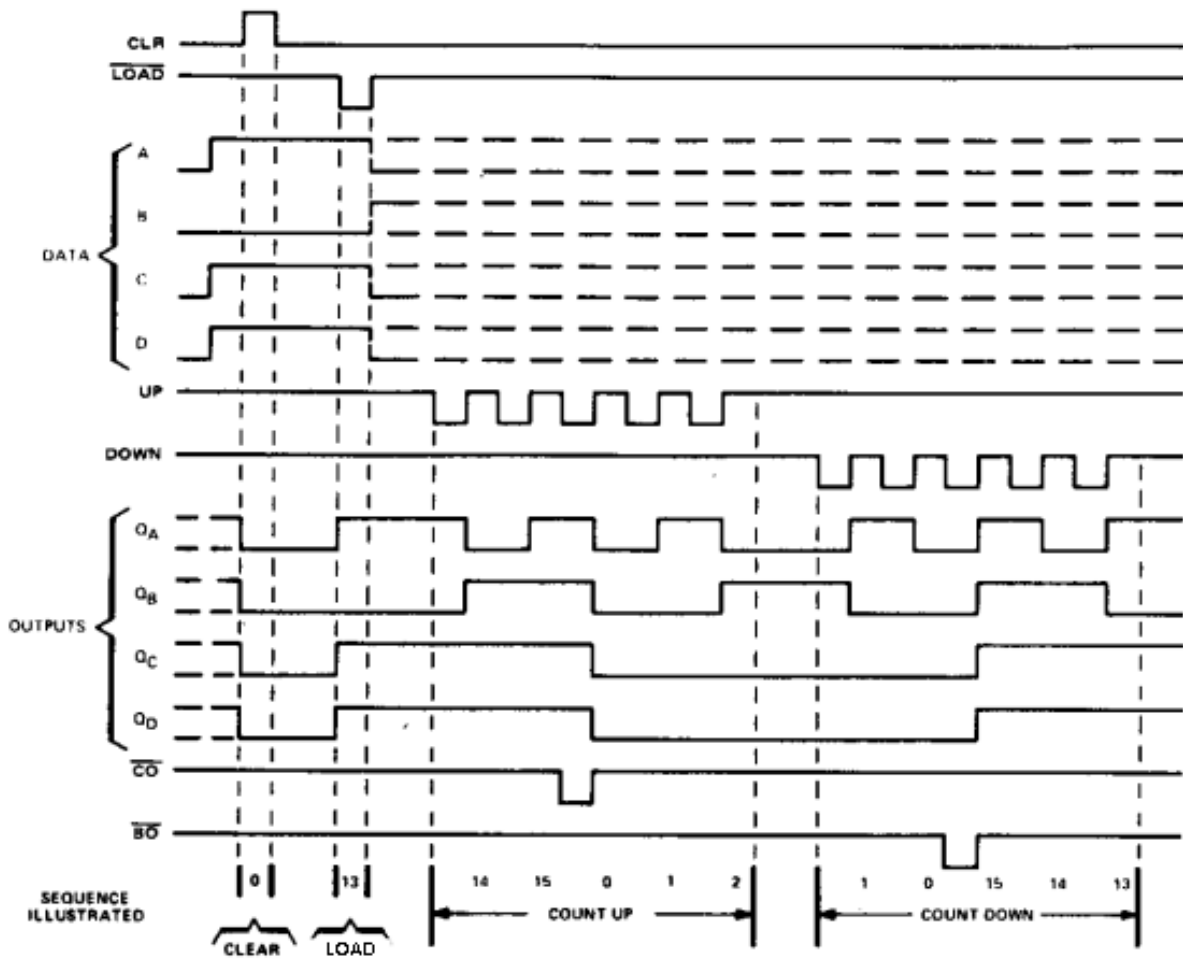 CLR
LOAD
A
B
DATA
C
D
UP
DOWN
QA
QB
OUTPUTS
QC
QD
CO
BO
SEQUENCE
ILLUSTRATED
0 13 14 15 0 1 2 1 0 15 14 13
COUNT UP COUNT DOWN
CLEAR LOAD